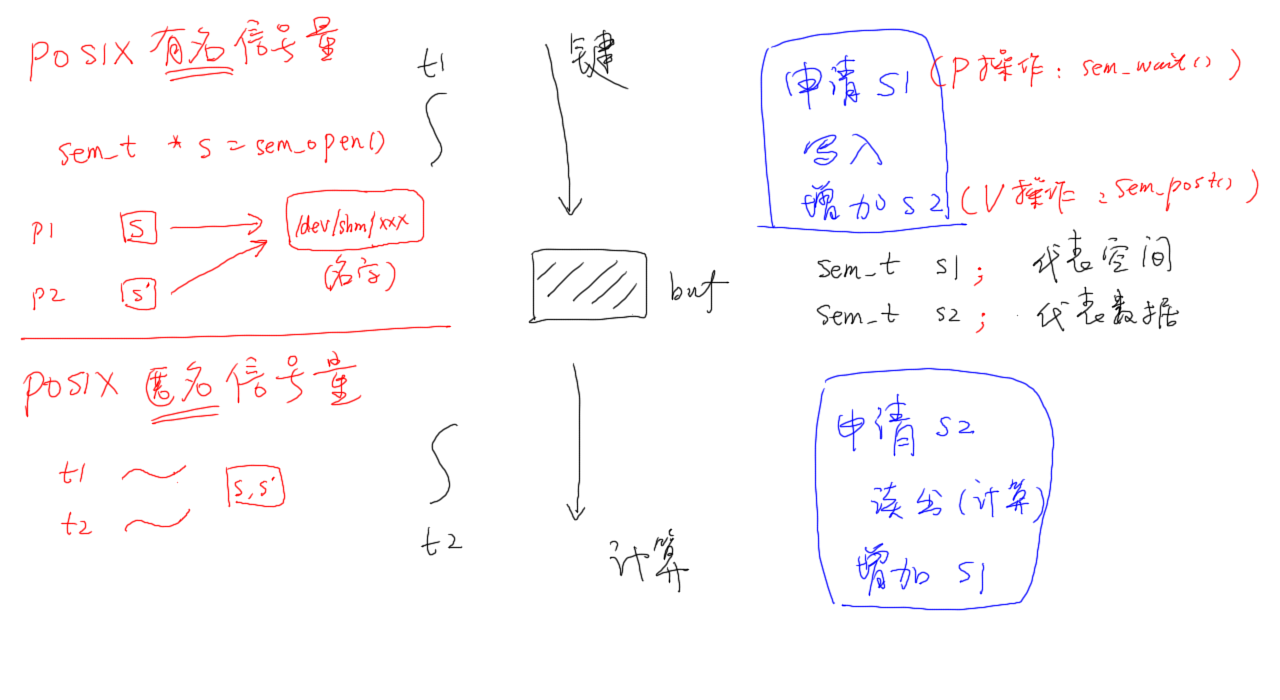 POSIX 有名信号量
sem_t * s = sem_open()
p1 S
/dev/shm/xxx
p2 S'
(名字)
POSIX 匿名信号量
t1
S, S'
t2
t1
键
buf
t2
计算
申请 S1 (P操作: sem_wait())
写入
增加 S2 (V操作: sem_post())
sem_t s1; 代表空间
sem_t s2; 代表数据
申请 S2
读出(计算)
增加 S1